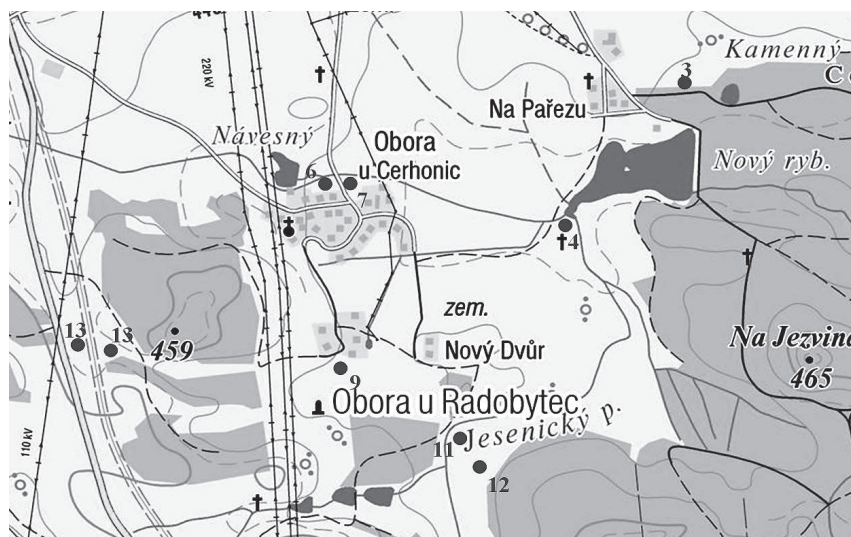 220 kV
Kamenný
3
Na Pařezu
Návesný
Obora
u Cerhonic
Nový ryb.
6
7
4
zem.
13
13
459
Nový Dvůr
Na Jezvina
465
9
Obora u Radobytec
Jesenický p.
11
12
110 kV